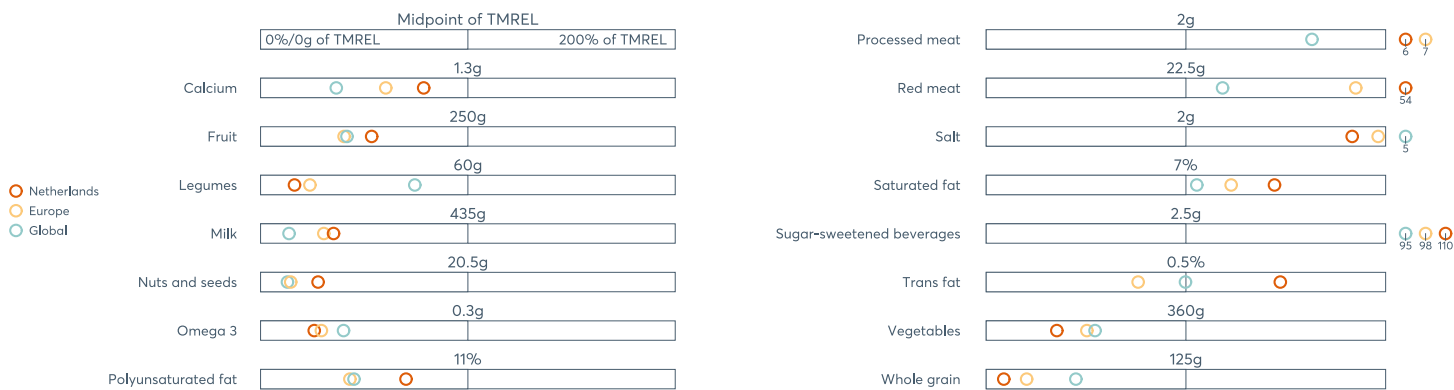 Midpoint of TMREL
0%/0g of TMREL
200% of TMREL
1.3g
Calcium
250g
Fruit
60g
Legumes
435g
Milk
20.5g
Nuts and seeds
0.3g
Omega 3
11%
Polyunsaturated fat
Netherlands
Europe
Global
2g
Processed meat
6 7
22.5g
Red meat
54
2g
Salt
5
7%
Saturated fat
2.5g
Sugar-sweetened beverages
95 98 110
0.5%
Trans fat
360g
Vegetables
125g
Whole grain